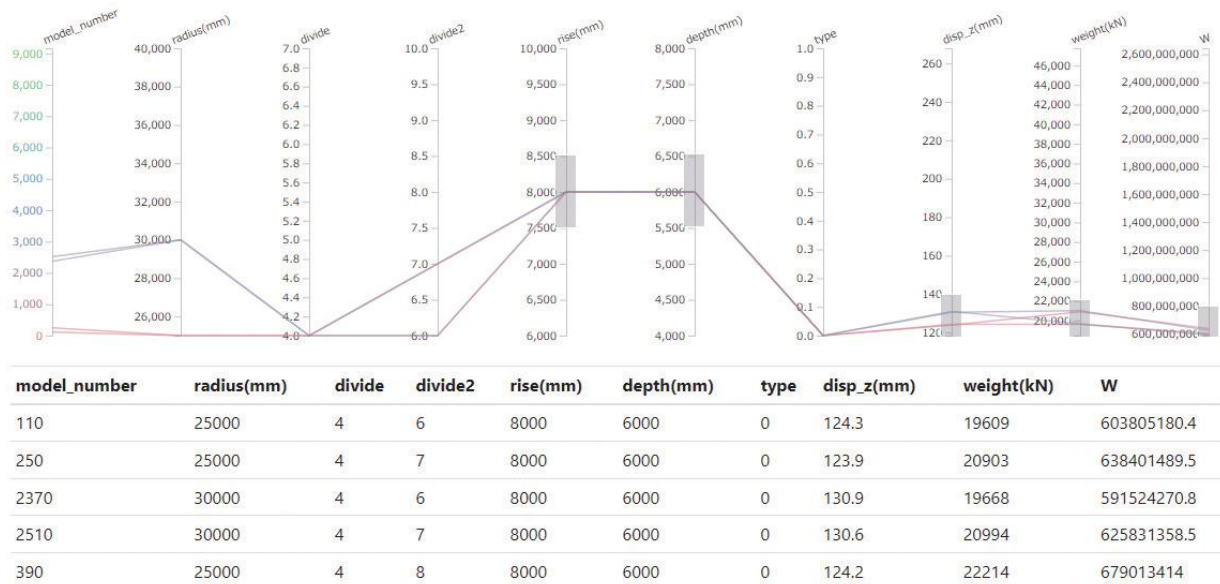 model_number radius(mm) divide divide2 rise(mm) depth(mm) type disp_z(mm) weight(kN) W
9,000 40,000 7.0 10.0 10,000 8,000 1.0 260 46,000 2,600,000,000
8,000 38,000 6.8 9.5 9,500 7,500 0.9 240 44,000 2,400,000,000
7,000 36,000 6.6 9.0 9,000 7,000 0.8 220 42,000 2,200,000,000
6,000 34,000 6.4 8.5 8,500 6,500 0.7 200 40,000 2,000,000,000
5,000 32,000 6.2 8.0 8,000 6,000 0.6 180 38,000 1,800,000,000
4,000 30,000 6.0 7.5 7,500 5,500 0.5 160 36,000 1,600,000,000
3,000 28,000 5.8 7.0 7,000 5,000 0.4 140 34,000 1,400,000,000
2,000 26,000 5.6 6.5 6,500 4,500 0.3 120 32,000 1,200,000,000
1,000 5.4 6.0 6,000 4,000 0.2 30,000 1,000,000,000
0 5.2 0.1 28,000 800,000,000
5.0 0.0 26,000 600,000,000
4.8 24,000
4.6 22,000
4.4 20,000
4.2
4.0
model_number radius(mm) divide divide2 rise(mm) depth(mm) type disp_z(mm) weight(kN) W
110 25000 4 6 8000 6000 0 124.3 19609 603805180.4
250 25000 4 7 8000 6000 0 123.9 20903 638401489.5
2370 30000 4 6 8000 6000 0 130.9 19668 591524270.8
2510 30000 4 7 8000 6000 0 130.6 20994 625831358.5
390 25000 4 8 8000 6000 0 124.2 22214 679013414